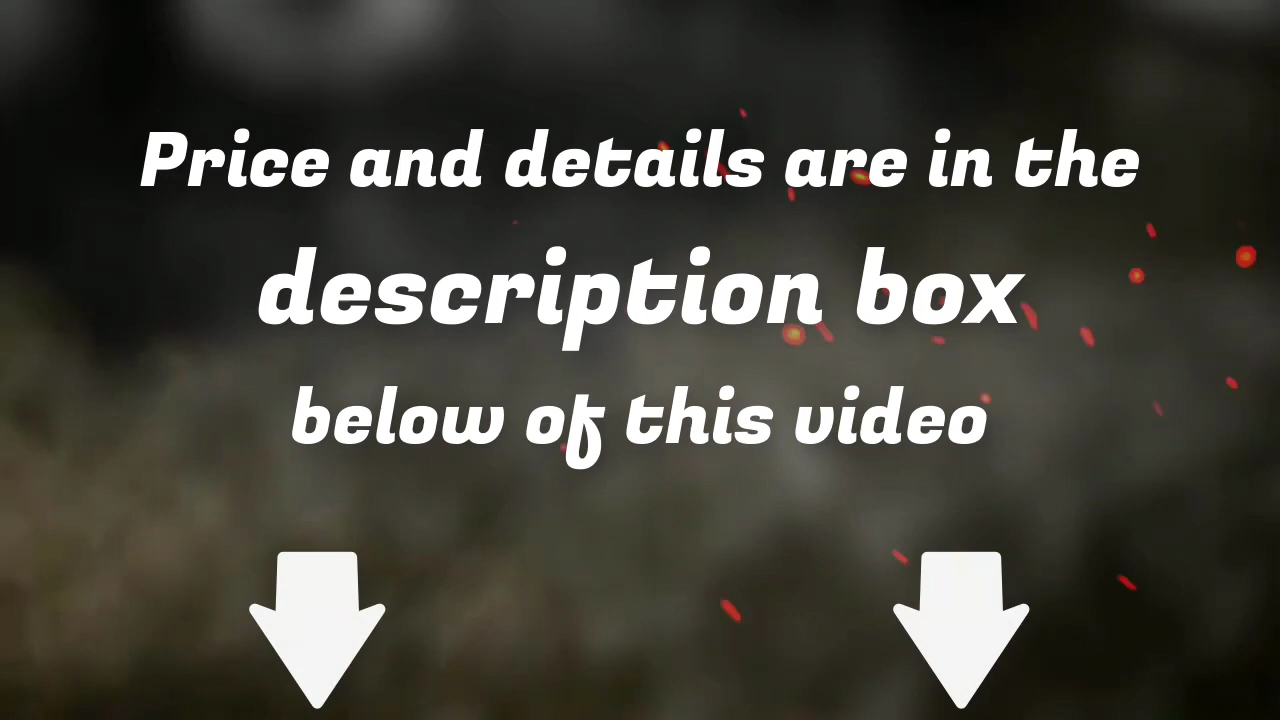 Price and details are in the
description box
below of this video